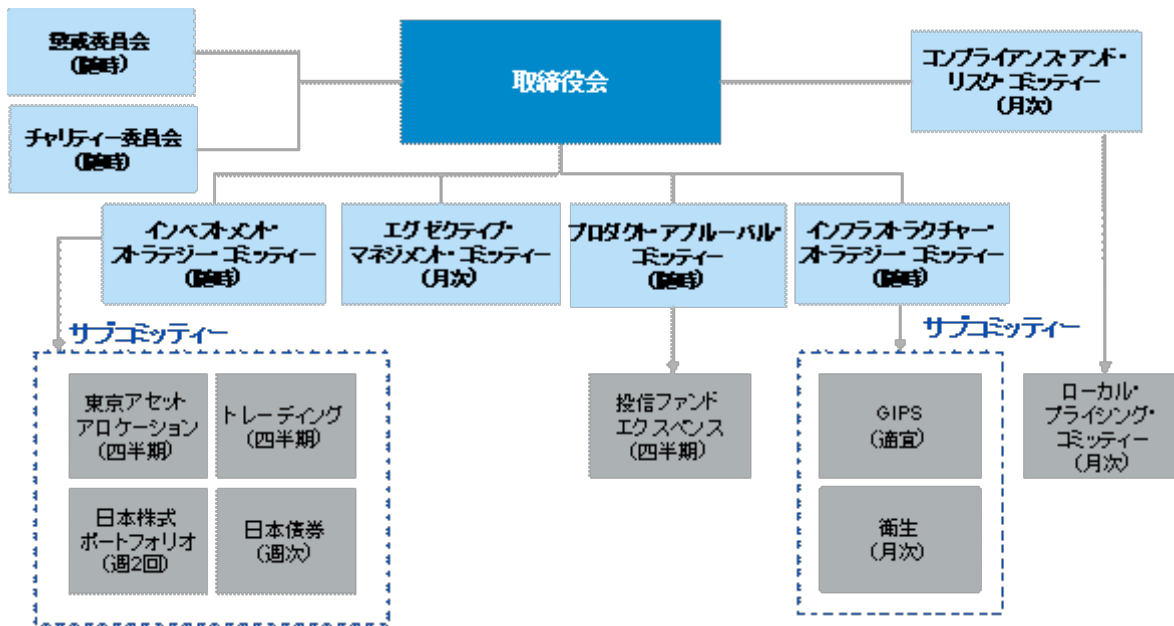 懲戒委員会
(臨時)
チャリティー委員会
(臨時)
取締役会
コンプライアンス・アンド・
リスク・コミッティー
(月次)
インベストメント・
ストラテジー・コミッティー
(臨時)
エグゼクティブ・
マネジメント・コミッティー
(月次)
プロダクト・アプルーバル・
コミッティー
(臨時)
インフラストラクチャー・
ストラテジー・コミッティー
(臨時)
サブコミッティー
東京アセット
アロケーション
(四半期)
トレーディング
(四半期)
日本株式
ポートフォリオ
(週2回)
日本債券
(週次)
投信ファンド
エクスペンス
(四半期)
サブコミッティー
GIPS
(適宜)
衛生
(月次)
ローカル・
プライシング・
コミッティー
(月次)